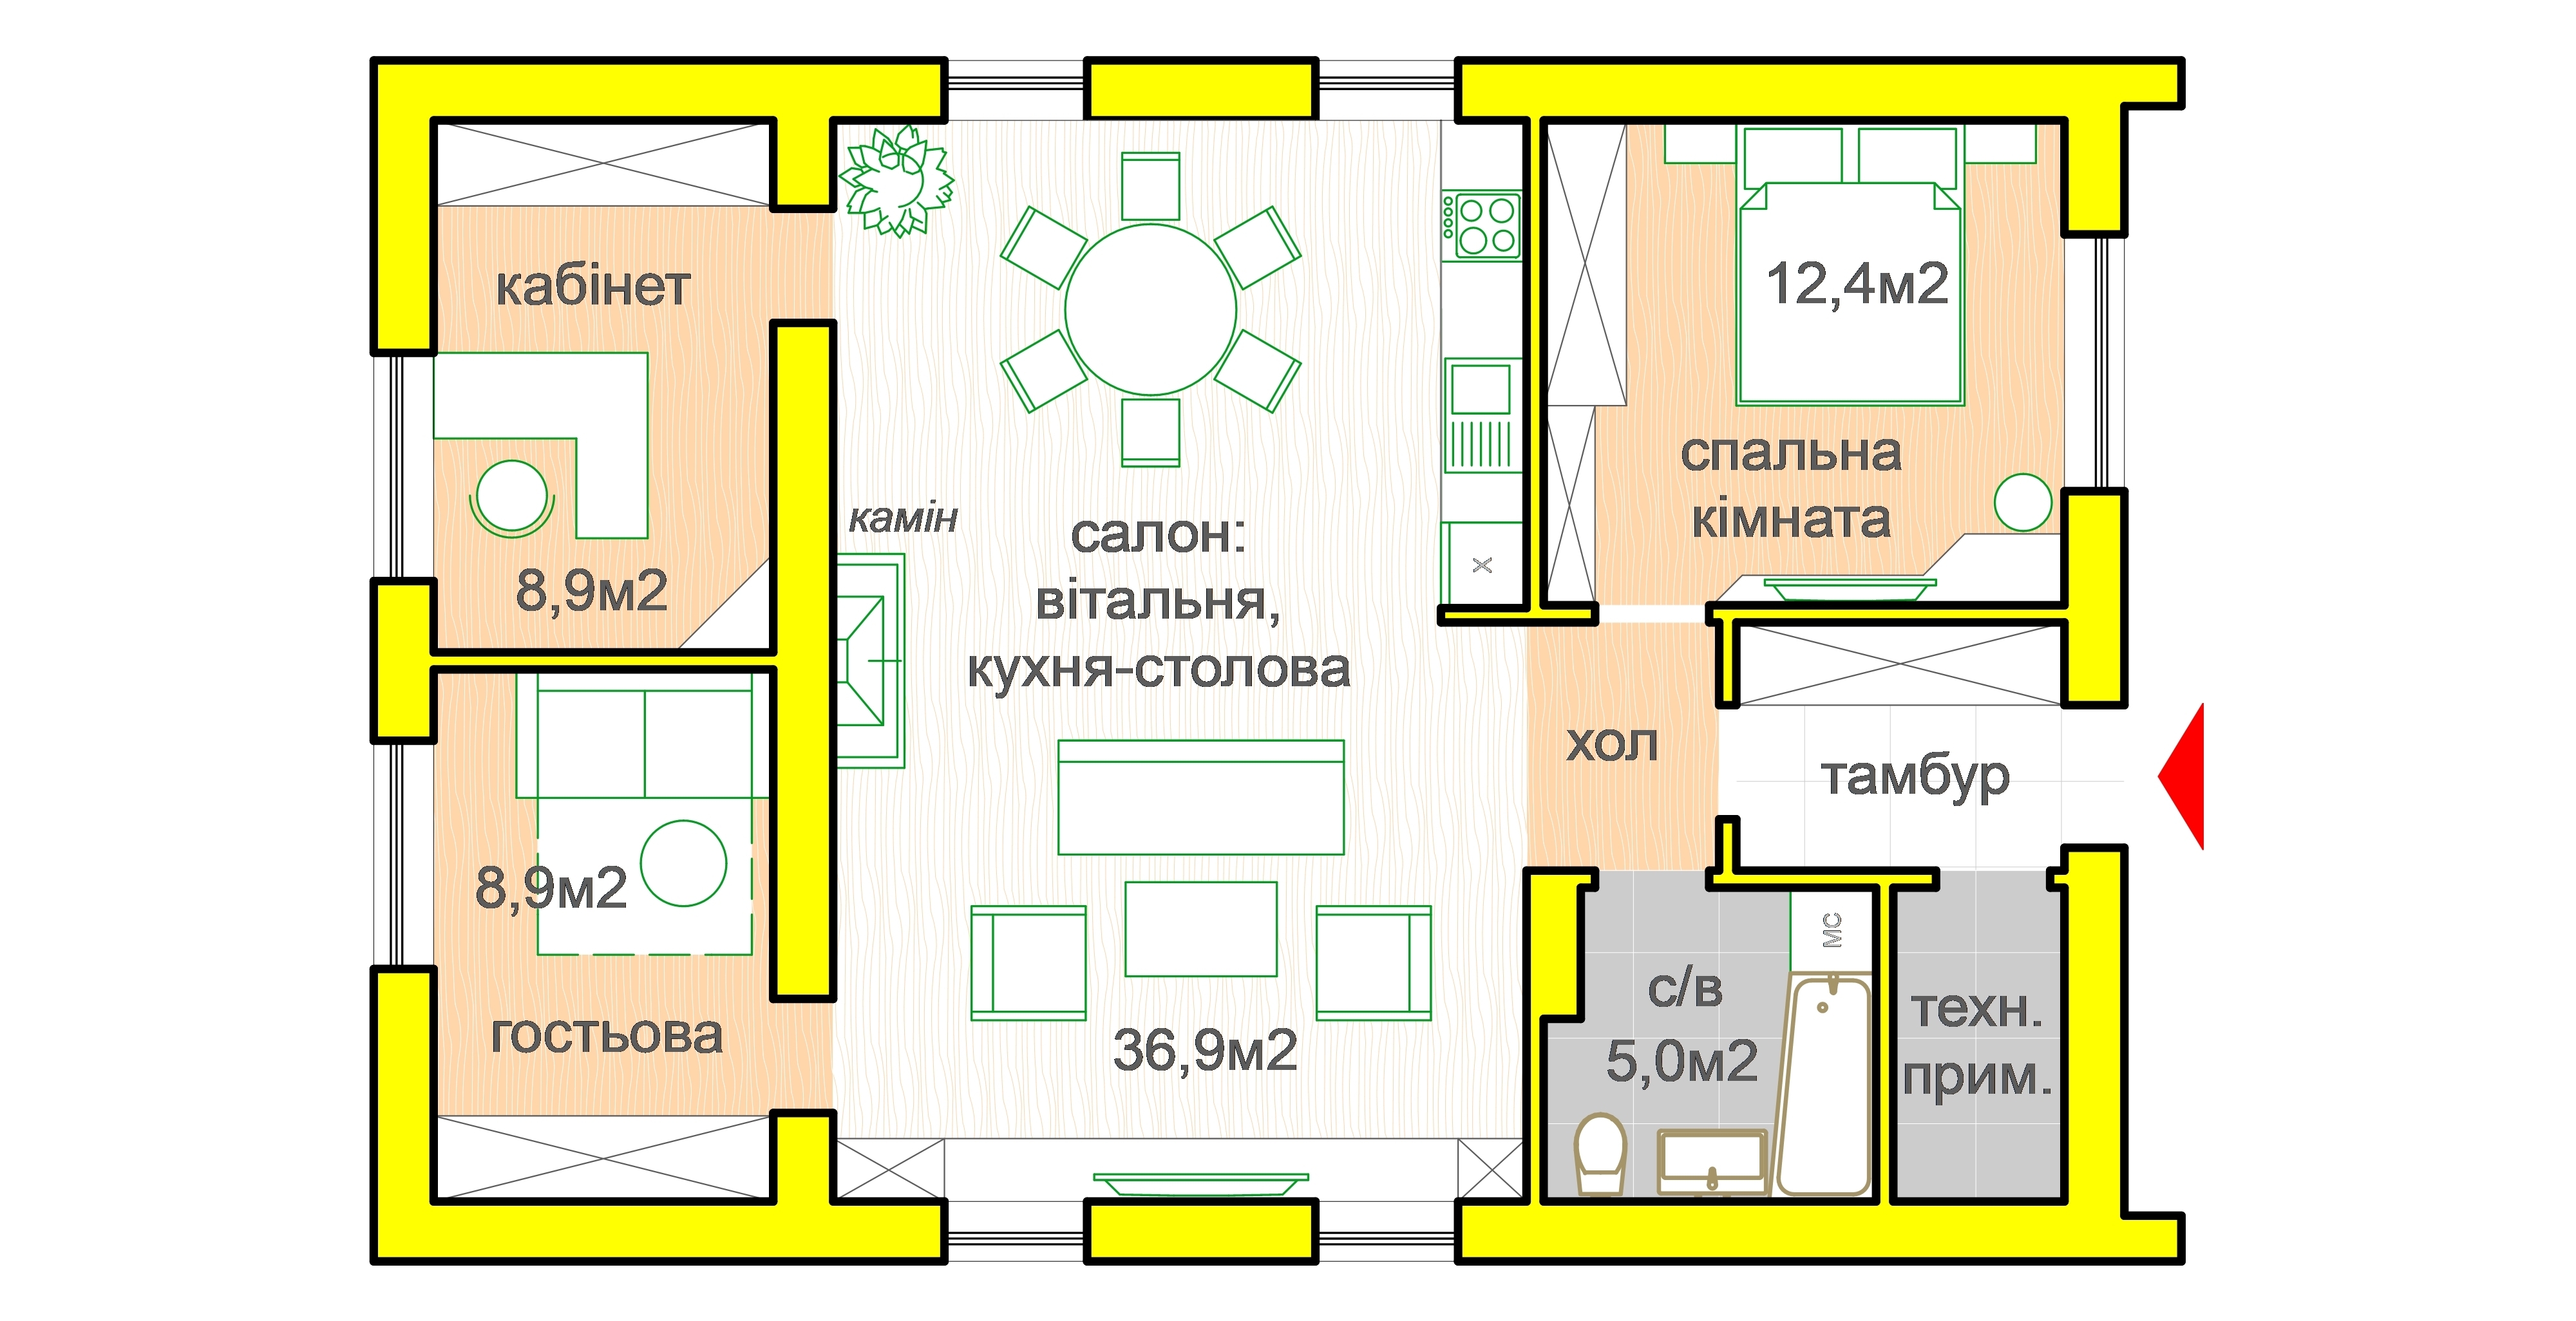 кабінет
8,9м2
8,9м2
гостьова
камін
салон:
вітальня,
кухня-столова
36,9м2
х
12,4м2
спальна
кімната
хол
тамбур
мс
с/в
5,0м2
техн.
прим.